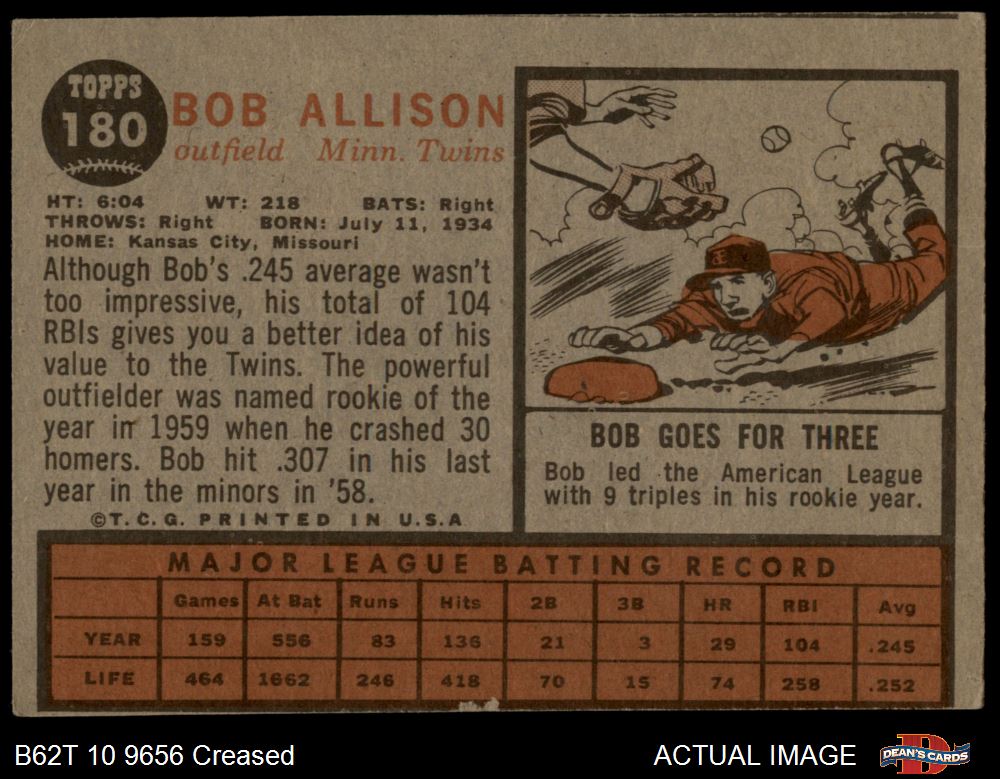 TOPPS
180
BOB ALLISON
outfield Minn. Twins
HT: 6:04 WT: 218 BATS: Right
THROWS: Right BORN: July 11, 1934
HOME: Kansas City, Missouri
Although Bob's .245 average wasn't
too impressive, his total of 104
RBIs gives you a better idea of his
value to the Twins. The powerful
outfielder was named rookie of the
year in 1959 when he crashed 30
homers. Bob hit .307 in his last
year in the minors in '58.
©T.C.G. PRINTED IN U.S.A
BOB GOES FOR THREE
Bob led the American League
with 9 triples in his rookie year.
MAJOR LEAGUE BATTING RECORD
Games At Bat Runs Hits 2B 3B HR RBI Avg
YEAR 159 556 83 136 21 3 29 104 .245
LIFE 464 1662 246 418 70 15 74 258 .252
B62T 10 9656 Creased
ACTUAL IMAGE
DEAN'S CARDS